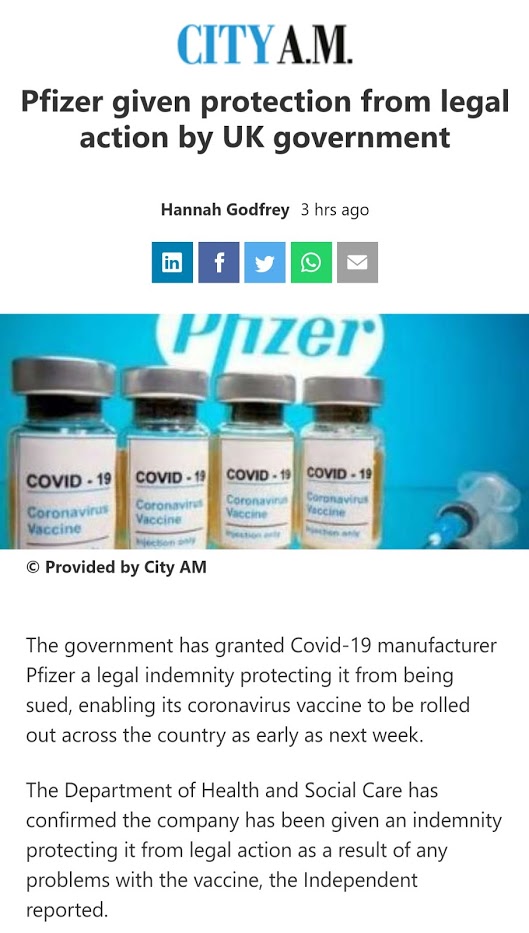 CITY A.M.
Pfizer given protection from legal
action by UK government
Hannah Godfrey 3 hrs ago
in f
Pfizer
COVID - 19 COVID - 19 COVID - 19 COVID - 19
Coronavirus Coronavirus Coronavirus Coronavirus
Vaccine Vaccine Vaccine Vaccine
Injection only Injection only Injection only
© Provided by City AM
The government has granted Covid-19 manufacturer
Pfizer a legal indemnity protecting it from being
sued, enabling its coronavirus vaccine to be rolled
out across the country as early as next week.
The Department of Health and Social Care has
confirmed the company has been given an indemnity
protecting it from legal action as a result of any
problems with the vaccine, the Independent
reported.